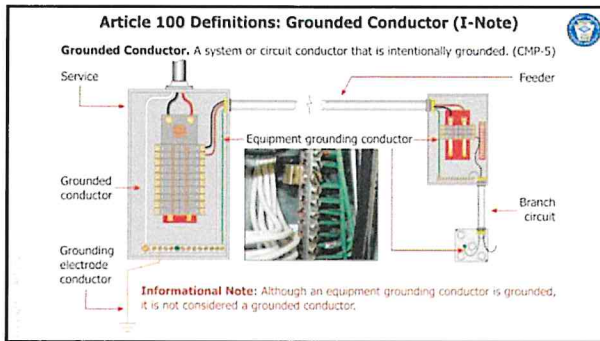 Article 100 Definitions: Grounded Conductor (I-Note)
Grounded Conductor. A system or circuit conductor that is intentionally grounded. (CMP-5)
Service
Feeder
Equipment grounding conductor
Grounded
conductor
Branch
circuit
Grounding
electrode
conductor
Informational Note: Although an equipment grounding conductor is grounded,
it is not considered a grounded conductor.